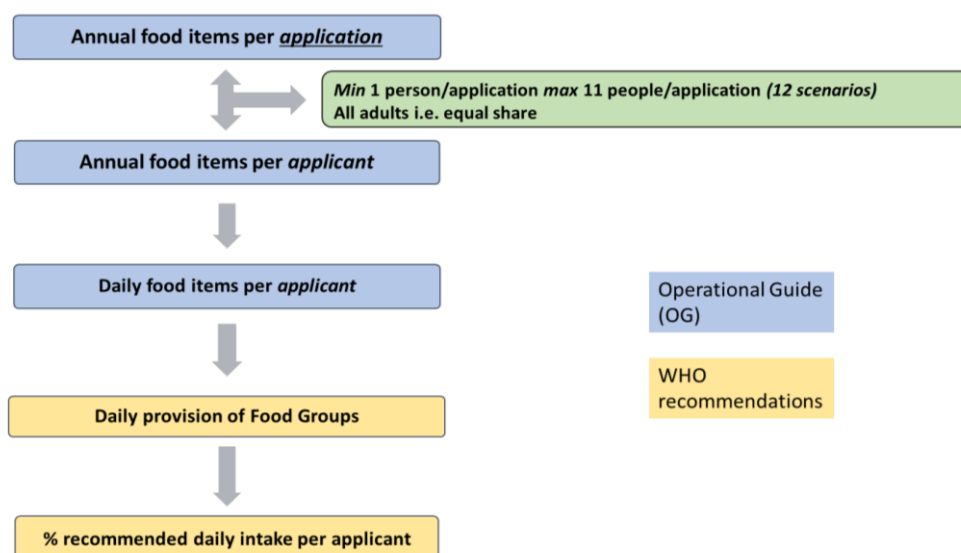 Annual food items per application
Min 1 person/application max 11 people/application (12 scenarios)
All adults i.e. equal share
Annual food items per applicant
Daily food items per applicant
Operational Guide
(OG)
WHO
recommendations
Daily provision of Food Groups
% recommended daily intake per applicant